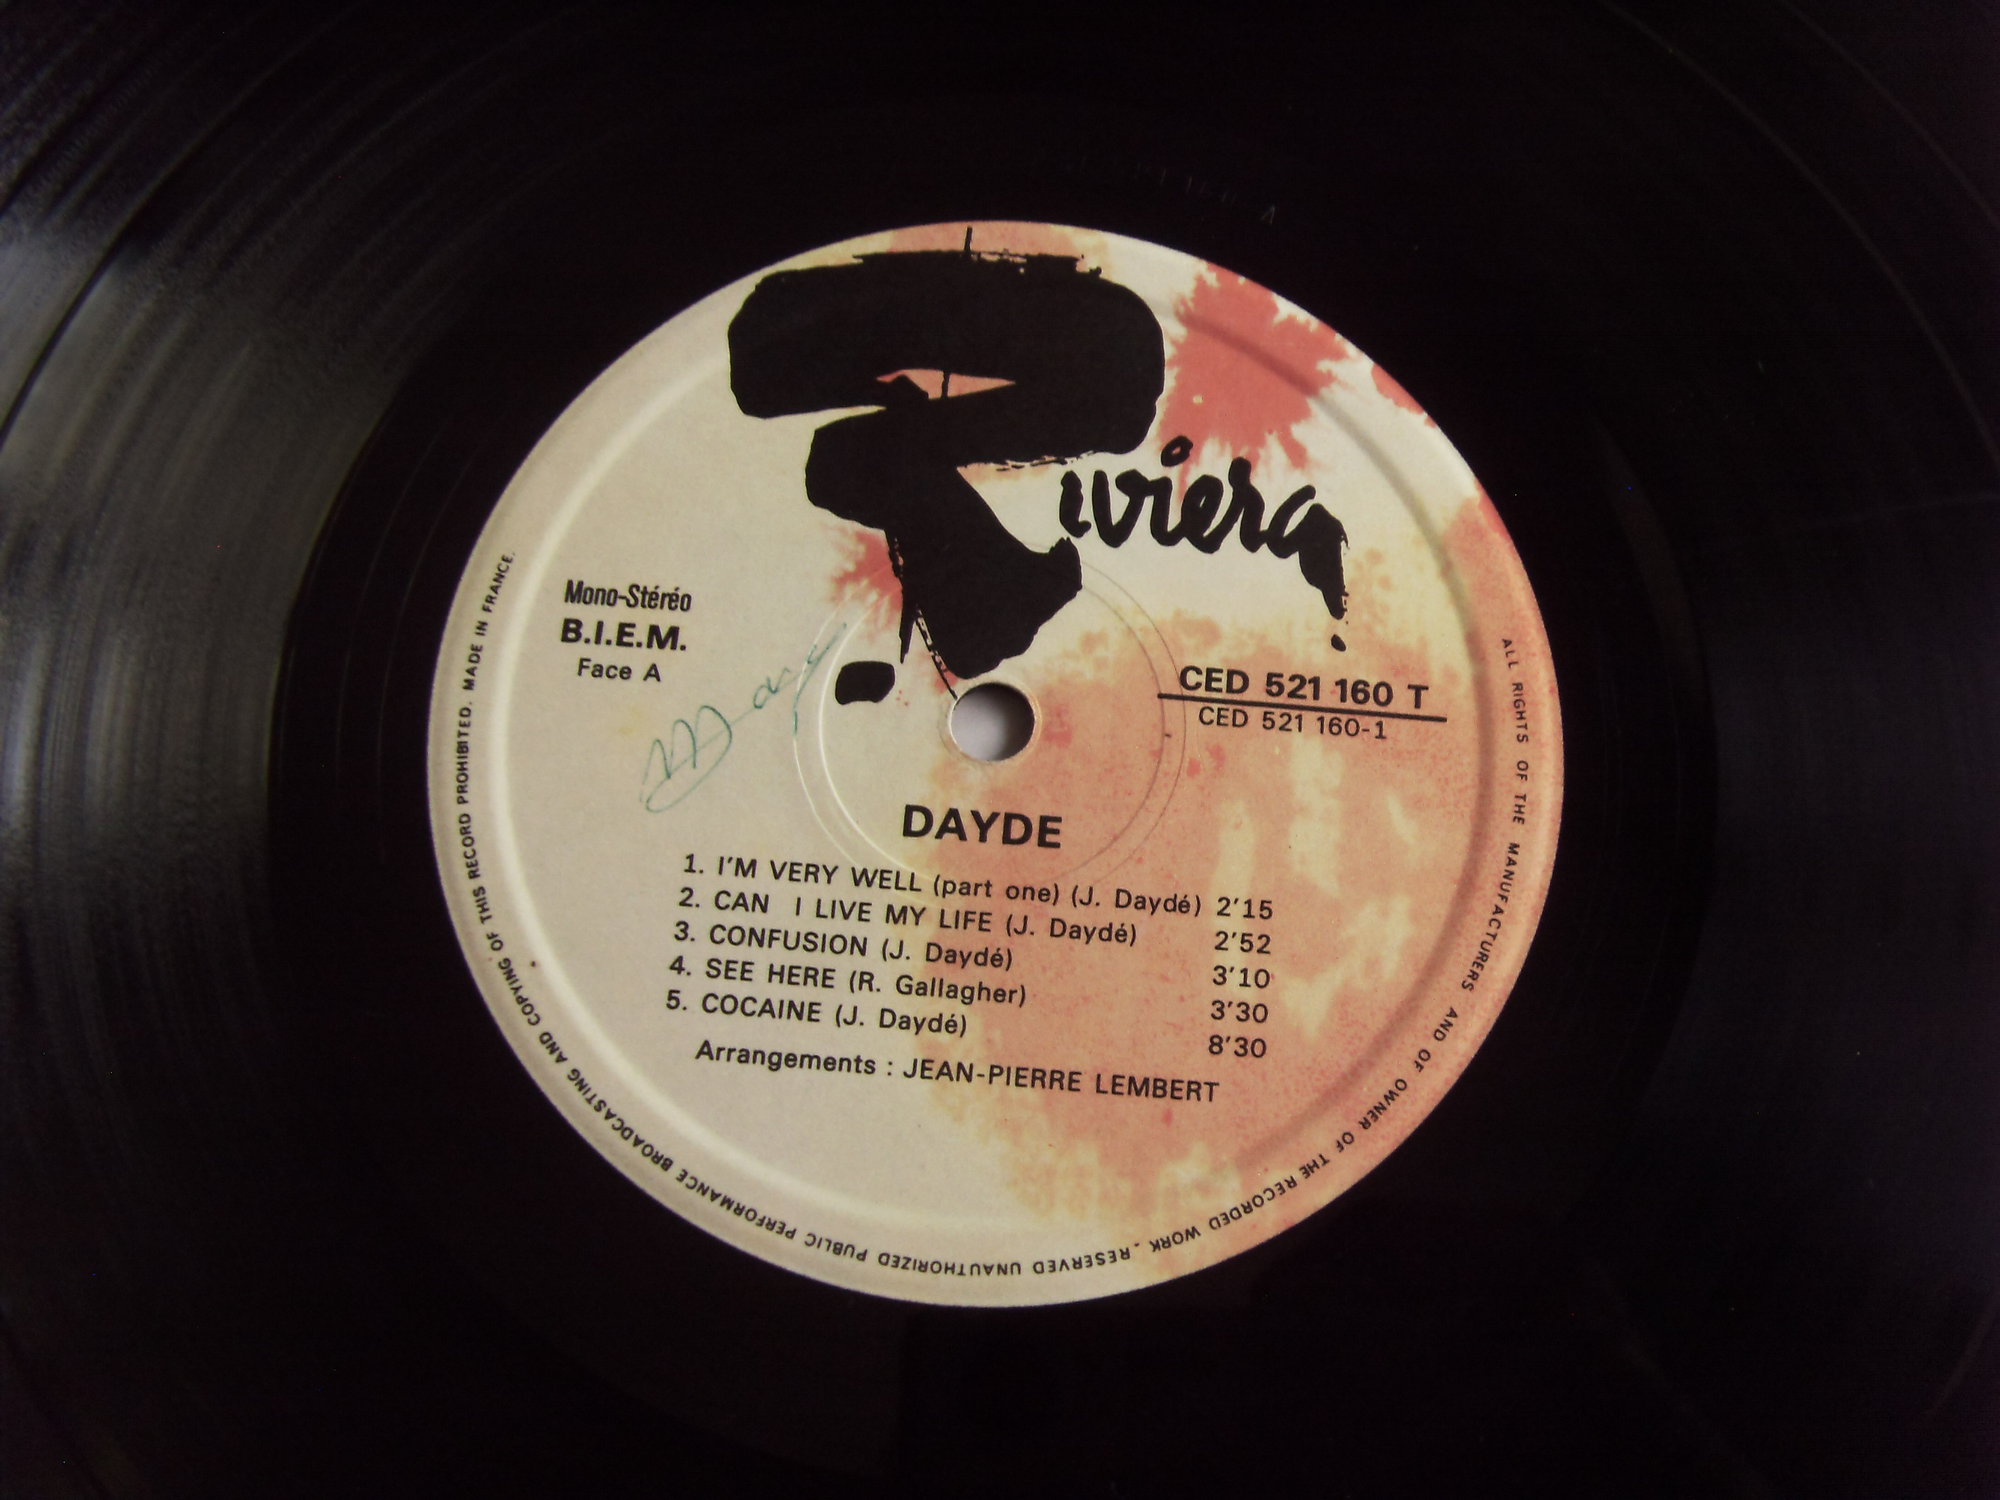 Riviera
Mono-Stéréo
B.I.E.M.
Face A
CED 521 160 T
CED 521 160-1
DAYDE
1. I'M VERY WELL (part one) (J. Daydé) 2'15
2. CAN I LIVE MY LIFE (J. Daydé) 2'52
3. CONFUSION (J. Daydé) 3'10
4. SEE HERE (R. Gallagher) 3'30
5. COCAINE (J. Daydé) 8'30
Arrangements : JEAN-PIERRE LEMBERT
ALL RIGHTS OF THE MANUFACTURERS AND OF OWNER OF THE RECORDED WORK - RESERVED UNAUTHORIZED PUBLIC PERFORMANCE BROADCASTING AND COPYING OF THIS RECORD PROHIBITED. MADE IN FRANCE.